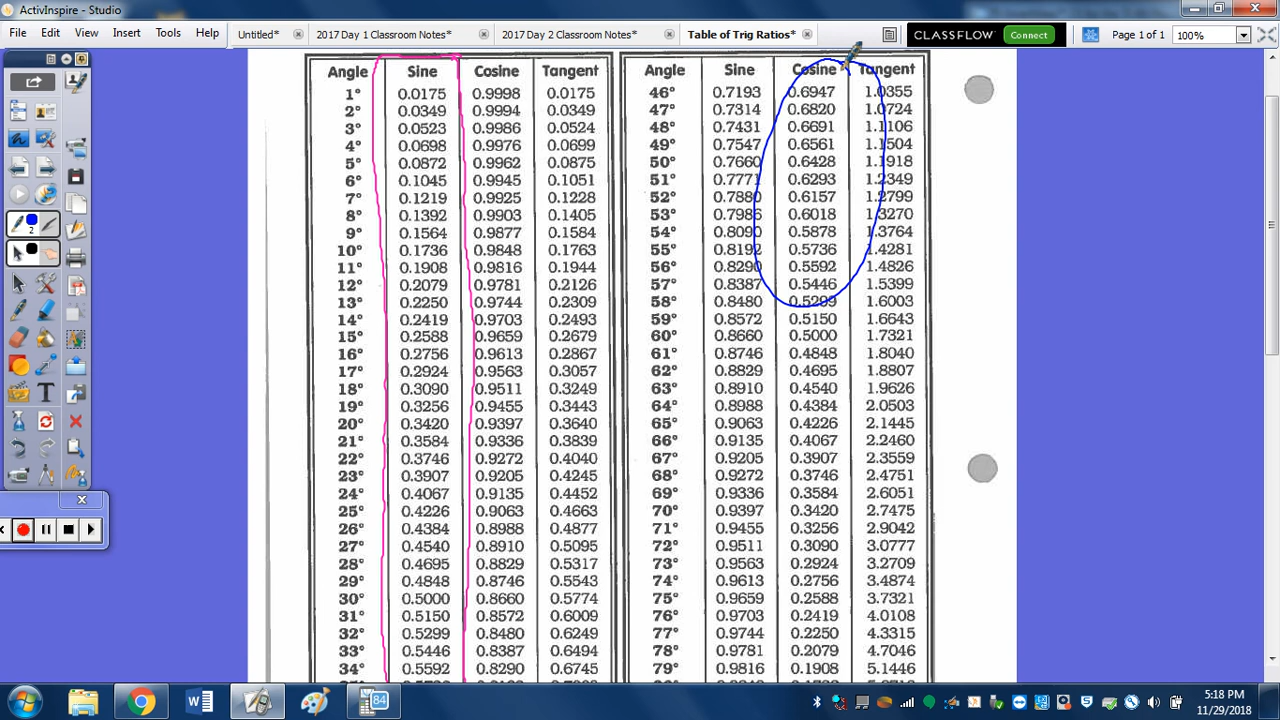 ActivInspire - Studio
File Edit View Insert Tools Help
Untitled* 2017 Day 1 Classroom Notes* 2017 Day 2 Classroom Notes* Table of Trig Ratios*
CLASSFLOW Connect
Page 1 of 1 100%
2
Angle Sine Cosine Tangent
1° 0.0175 0.9998 0.0175
2° 0.0349 0.9994 0.0349
3° 0.0523 0.9986 0.0524
4° 0.0698 0.9976 0.0699
5° 0.0872 0.9962 0.0875
6° 0.1045 0.9945 0.1051
7° 0.1219 0.9925 0.1228
8° 0.1392 0.9903 0.1405
9° 0.1564 0.9877 0.1584
10° 0.1736 0.9848 0.1763
11° 0.1908 0.9816 0.1944
12° 0.2079 0.9781 0.2126
13° 0.2250 0.9744 0.2309
14° 0.2419 0.9703 0.2493
15° 0.2588 0.9659 0.2679
16° 0.2756 0.9613 0.2867
17° 0.2924 0.9563 0.3057
18° 0.3090 0.9511 0.3249
19° 0.3256 0.9455 0.3443
20° 0.3420 0.9397 0.3640
21° 0.3584 0.9336 0.3839
22° 0.3746 0.9272 0.4040
23° 0.3907 0.9205 0.4245
24° 0.4067 0.9135 0.4452
25° 0.4226 0.9063 0.4663
26° 0.4384 0.8988 0.4877
27° 0.4540 0.8910 0.5095
28° 0.4695 0.8829 0.5317
29° 0.4848 0.8746 0.5543
30° 0.5000 0.8660 0.5774
31° 0.5150 0.8572 0.6009
32° 0.5299 0.8480 0.6249
33° 0.5446 0.8387 0.6494
34° 0.5592 0.8290 0.6745
Angle Sine Cosine Tangent
46° 0.7193 0.6947 1.0355
47° 0.7314 0.6820 1.0724
48° 0.7431 0.6691 1.1106
49° 0.7547 0.6561 1.1504
50° 0.7660 0.6428 1.1918
51° 0.7771 0.6293 1.2349
52° 0.7880 0.6157 1.2799
53° 0.7986 0.6018 1.3270
54° 0.8090 0.5878 1.3764
55° 0.8192 0.5736 1.4281
56° 0.8290 0.5592 1.4826
57° 0.8387 0.5446 1.5399
58° 0.8480 0.5299 1.6003
59° 0.8572 0.5150 1.6643
60° 0.8660 0.5000 1.7321
61° 0.8746 0.4848 1.8040
62° 0.8829 0.4695 1.8807
63° 0.8910 0.4540 1.9626
64° 0.8988 0.4384 2.0503
65° 0.9063 0.4226 2.1445
66° 0.9135 0.4067 2.2460
67° 0.9205 0.3907 2.3559
68° 0.9272 0.3746 2.4751
69° 0.9336 0.3584 2.6051
70° 0.9397 0.3420 2.7475
71° 0.9455 0.3256 2.9042
72° 0.9511 0.3090 3.0777
73° 0.9563 0.2924 3.2709
74° 0.9613 0.2756 3.4874
75° 0.9659 0.2588 3.7321
76° 0.9703 0.2419 4.0108
77° 0.9744 0.2250 4.3315
78° 0.9781 0.2079 4.7046
79° 0.9816 0.1908 5.1446
84
5:18 PM
11/29/2018